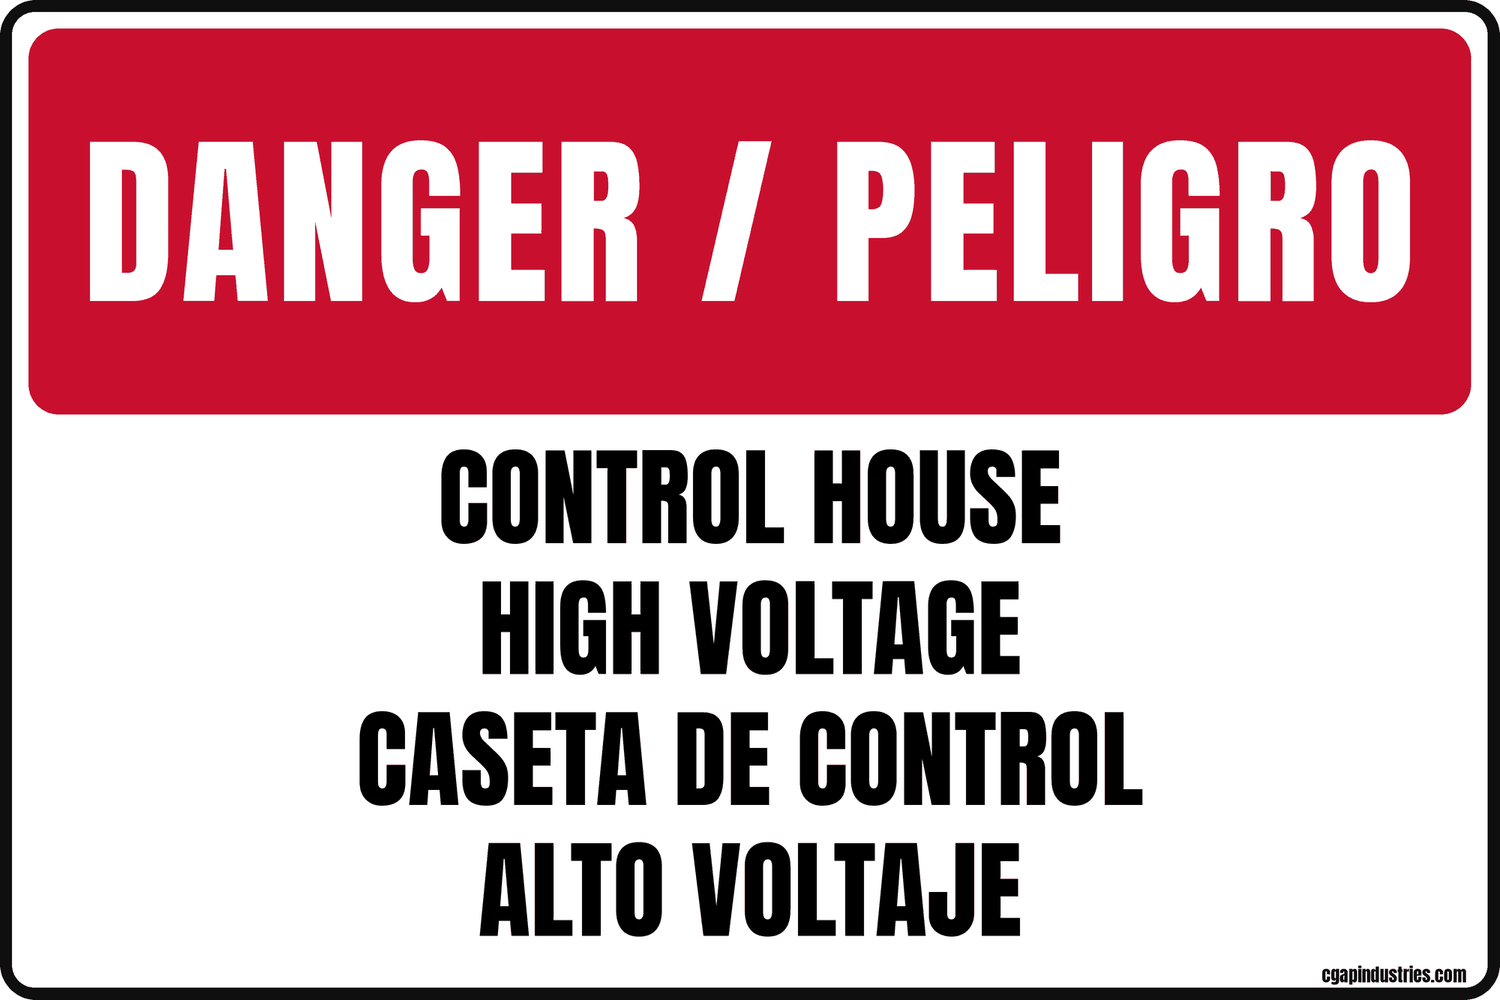 DANGER / PELIGRO
CONTROL HOUSE
HIGH VOLTAGE
CASETA DE CONTROL
ALTO VOLTAJE
cgapindustries.com